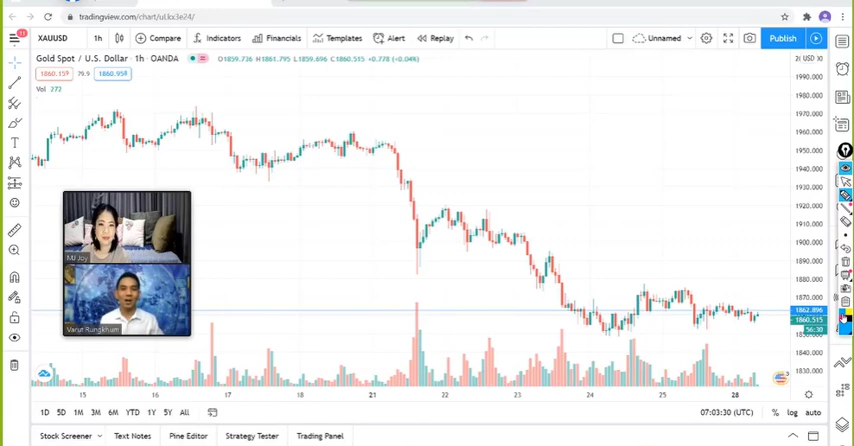 tradingview.com/chart/uLkx3e24/
11
XAUUSD
1h
Compare
Indicators
Financials
Templates
Alert
Replay
Unnamed
Publish
Gold Spot / U.S. Dollar · 1h · OANDA
O1859.736 H1861.795 L1859.696 C1860.515 +0.778 (+0.04%)
1860.159 79.9 1860.958
Vol 272
USD
1990.000
1980.000
1970.000
1960.000
1950.000
1940.000
1930.000
1920.000
1910.000
1900.000
1890.000
1880.000
1870.000
1862.896
1860.515
56:30
1840.000
1830.000
MJ Joy
Varut Rungkhum
15 16 17 18 21 22 23 24 25 28
1D 5D 1M 3M 6M YTD 1Y 5Y All
07:03:30 (UTC)
% log auto
Stock Screener
Text Notes
Pine Editor
Strategy Tester
Trading Panel